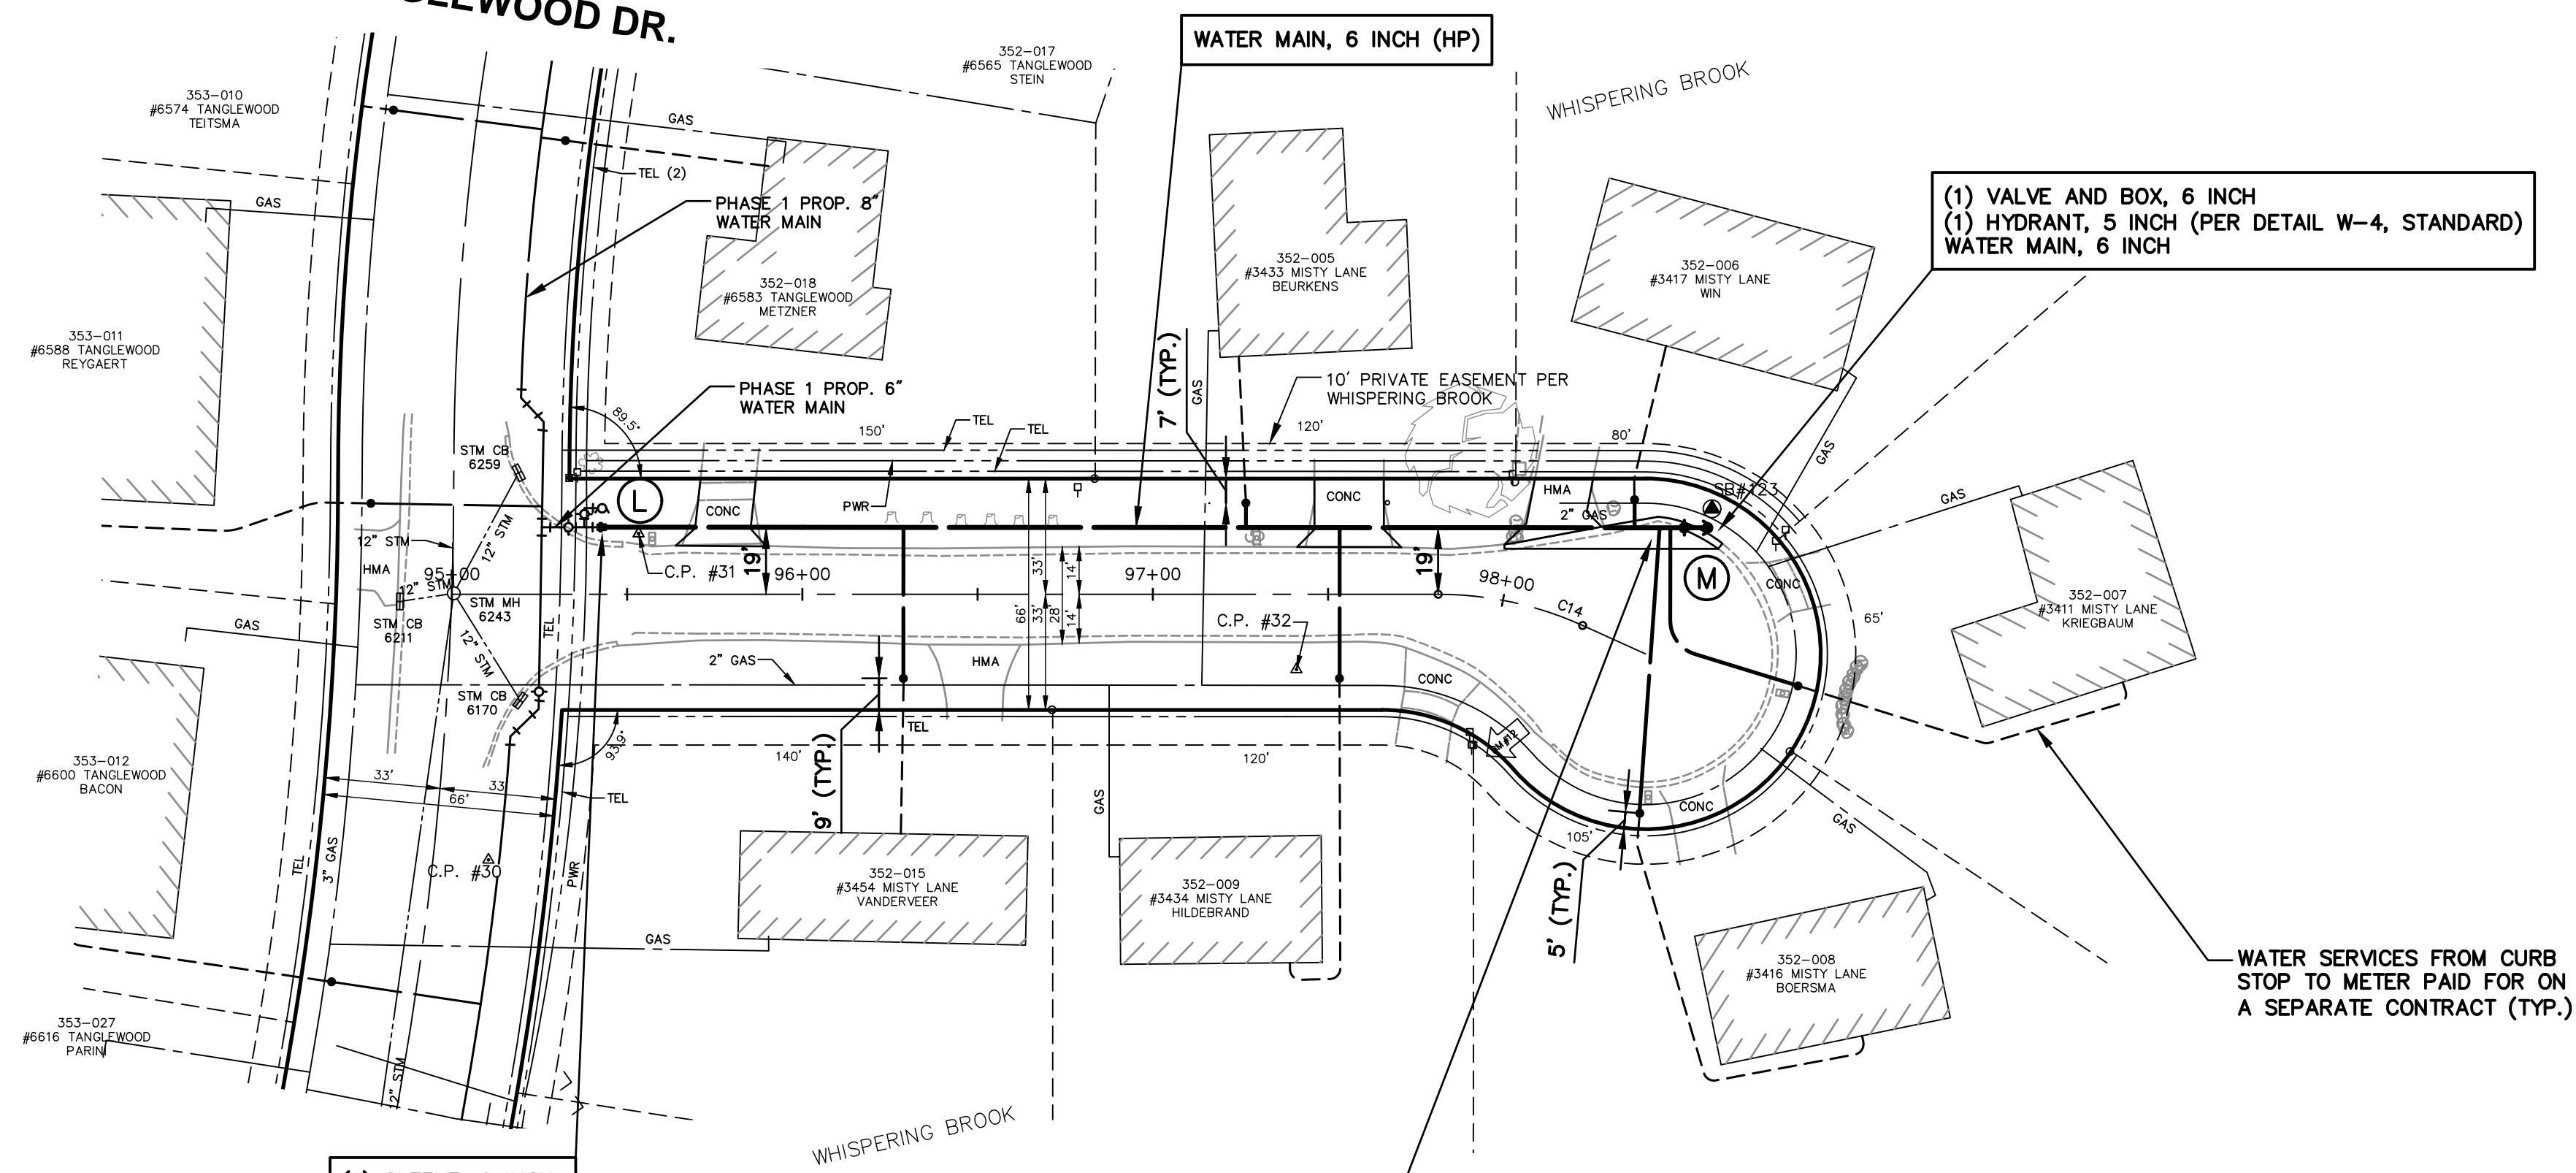 GLEWOOD DR.
352-017
#6565 TANGLEWOOD
STEIN
WATER MAIN, 6 INCH (HP)
WHISPERING BROOK
353-010
#6574 TANGLEWOOD
TEITSMA
GAS
TEL (2)
GAS
PHASE 1 PROP. 8"
WATER MAIN
(1) VALVE AND BOX, 6 INCH
(1) HYDRANT, 5 INCH (PER DETAIL W-4, STANDARD)
WATER MAIN, 6 INCH
352-018
#6583 TANGLEWOOD
METZNER
352-005
#3433 MISTY LANE
BEURKENS
352-006
#3417 MISTY LANE
WIN
353-011
#6588 TANGLEWOOD
REYGAERT
PHASE 1 PROP. 6"
WATER MAIN
7' (TYP.)
GAS
10' PRIVATE EASEMENT PER
WHISPERING BROOK
89.5°
150'
TEL
TEL
120'
80'
GAS
STM CB
6259
L
CONC
PWR
CONC
HMA
2" GAS
SB#123
GAS
12" STM
12" STM
HMA
95+00
12" STM
STM MH
6243
STM CB
6211
12" STM
TEL
C.P. #31
19'
96+00
33'
14'
66'
33'
28'
14'
97+00
19'
98+00
C14
M
CONC
C.P. #32
352-007
#3411 MISTY LANE
KRIEGBAUM
65'
GAS
2" GAS
HMA
CONC
STM CB
6170
TEL
93.9°
BM#12
353-012
#6600 TANGLEWOOD
BACON
33'
33'
66'
TEL
140'
9' (TYP.)
120'
GAS
CONC
105'
GAS
TEL
3" GAS
C.P. #30
PWR
352-015
#3454 MISTY LANE
VANDERVEER
352-009
#3434 MISTY LANE
HILDEBRAND
5' (TYP.)
GAS
352-008
#3416 MISTY LANE
BOERSMA
WATER SERVICES FROM CURB
STOP TO METER PAID FOR ON
A SEPARATE CONTRACT (TYP.)
353-027
#6616 TANGLEWOOD
PARINI
12" STM
WHISPERING BROOK